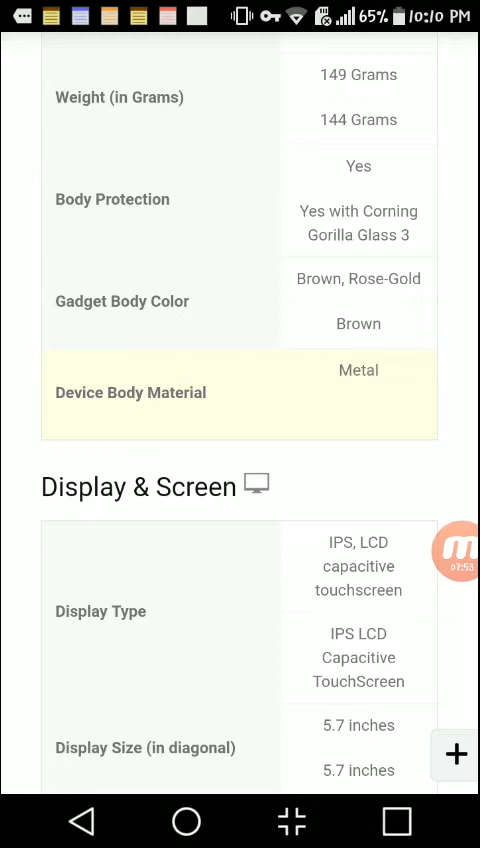 65% 10:10 PM
149 Grams
Weight (in Grams)
144 Grams
Yes
Body Protection
Yes with Corning
Gorilla Glass 3
Brown, Rose-Gold
Gadget Body Color
Brown
Metal
Device Body Material
Display & Screen
IPS, LCD
capacitive
touchscreen
Display Type
IPS LCD
Capacitive
TouchScreen
5.7 inches
Display Size (in diagonal)
5.7 inches
07:53